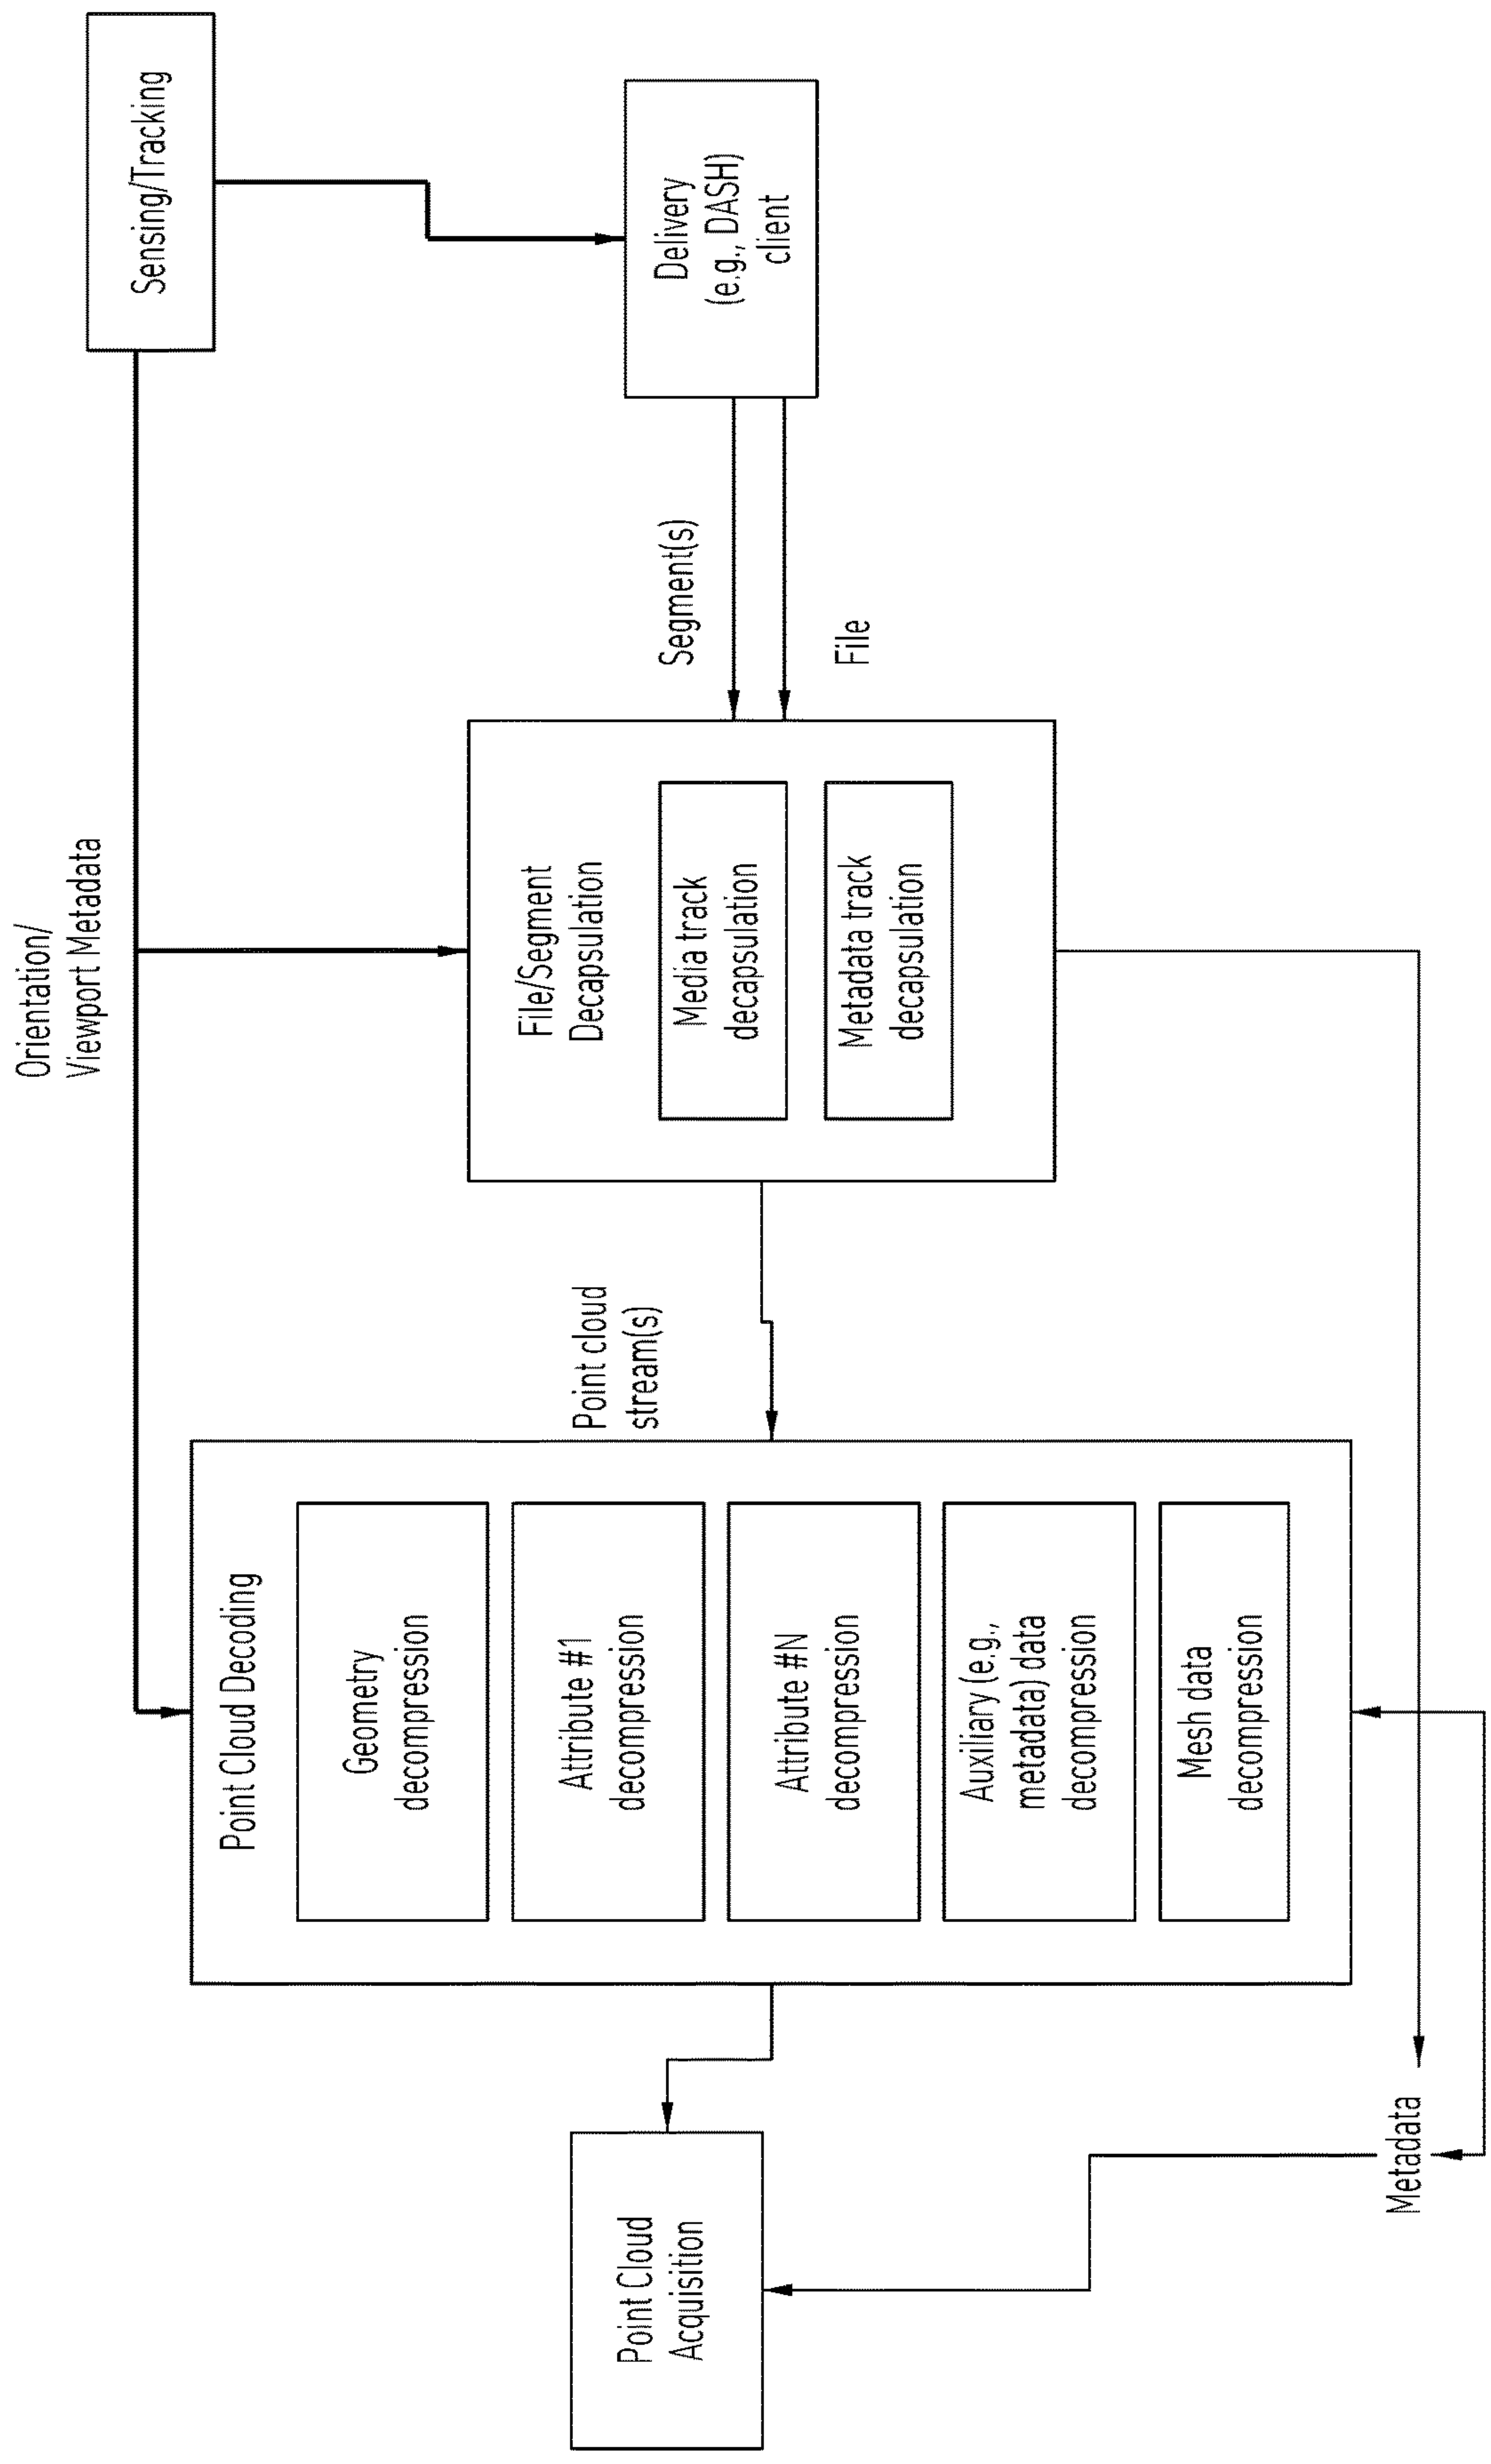 Orientation/
Viewport Metadata
Sensing/Tracking
Point Cloud Decoding
Geometry
decompression
Attribute #1
decompression
Attribute #N
decompression
Auxiliary (e.g.,
metadata) data
decompression
Mesh data
decompression
Point cloud
stream(s)
File/Segment
Decapsulation
Media track
decapsulation
Metadata track
decapsulation
Segment(s)
File
Delivery
(e.g., DASH)
client
Point Cloud
Acquisition
Metadata